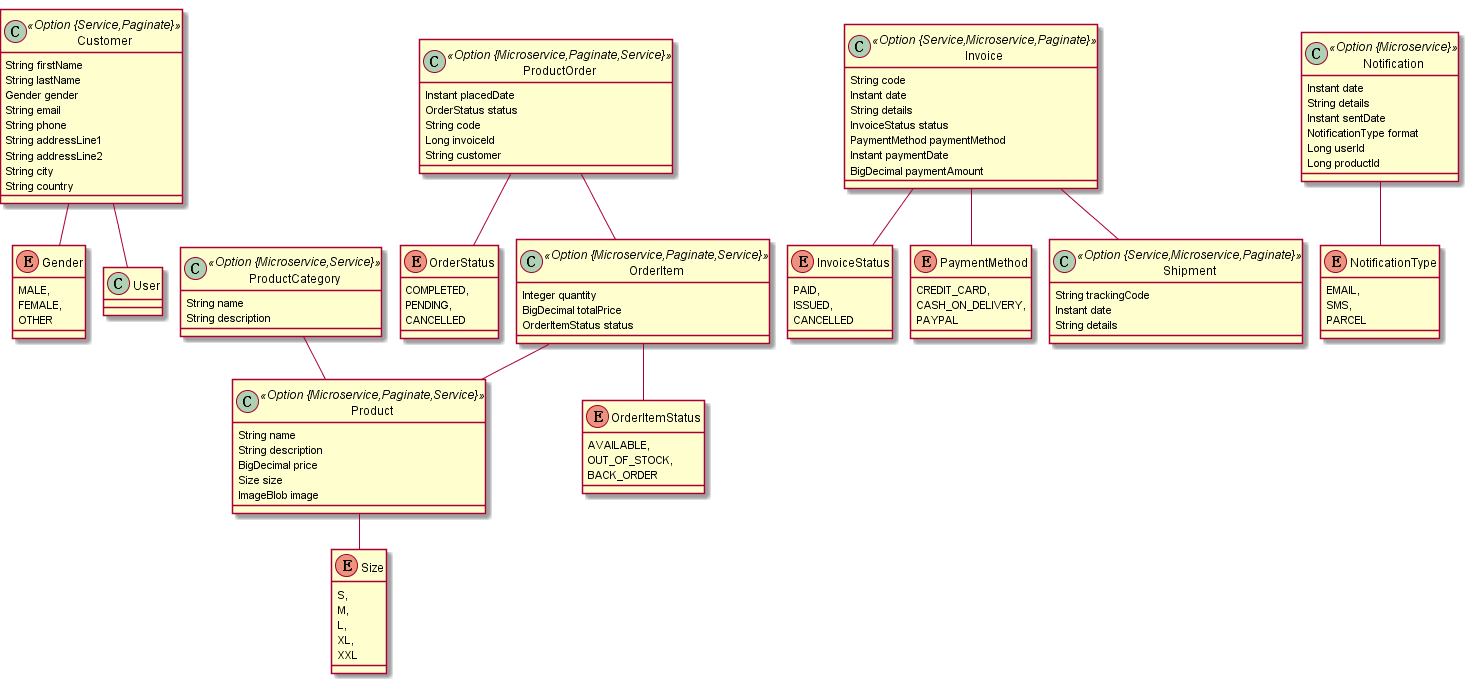 C
«Option {Service,Paginate}»
Customer
String firstName
String lastName
Gender gender
String email
String phone
String addressLine1
String addressLine2
String city
String country
C
«Option {Microservice,Paginate,Service}»
ProductOrder
Instant placedDate
OrderStatus status
String code
Long invoiceId
String customer
C
«Option {Service,Microservice,Paginate}»
Invoice
String code
Instant date
String details
InvoiceStatus status
PaymentMethod paymentMethod
Instant paymentDate
BigDecimal paymentAmount
C
«Option {Microservice}»
Notification
Instant date
String details
Instant sentDate
NotificationType format
Long userId
Long productId
E Gender
MALE,
FEMALE,
OTHER
C User
C
«Option {Microservice,Service}»
ProductCategory
String name
String description
E OrderStatus
COMPLETED,
PENDING,
CANCELLED
C
«Option {Microservice,Paginate,Service}»
OrderItem
Integer quantity
BigDecimal totalPrice
OrderItemStatus status
E InvoiceStatus
PAID,
ISSUED,
CANCELLED
E PaymentMethod
CREDIT_CARD,
CASH_ON_DELIVERY,
PAYPAL
C
«Option {Service,Microservice,Paginate}»
Shipment
String trackingCode
Instant date
String details
E NotificationType
EMAIL,
SMS,
PARCEL
C
«Option {Microservice,Paginate,Service}»
Product
String name
String description
BigDecimal price
Size size
ImageBlob image
E OrderItemStatus
AVAILABLE,
OUT_OF_STOCK,
BACK_ORDER
E Size
S,
M,
L,
XL,
XXL